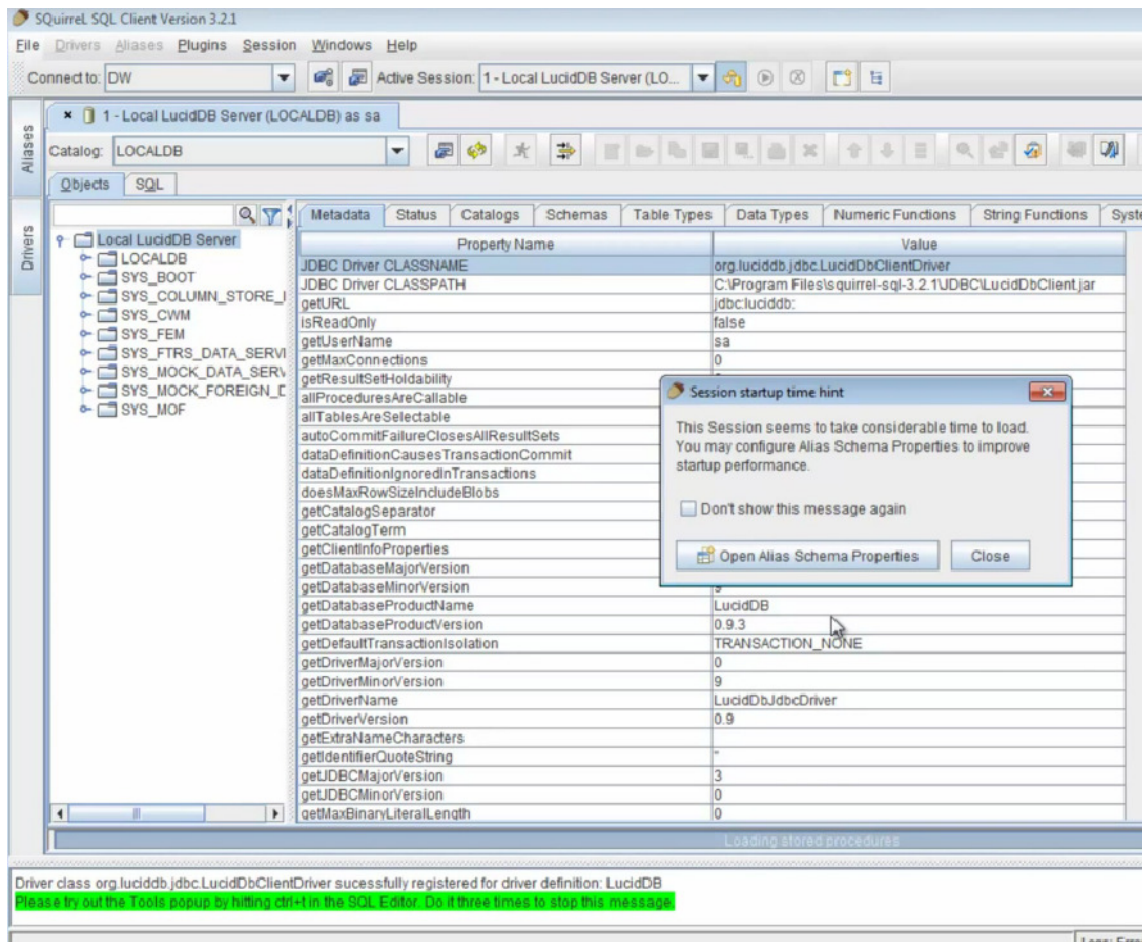 SQuirreL SQL Client Version 3.2.1
File Drivers Aliases Plugins Session Windows Help
Connect to: DW Active Session: 1 - Local LucidDB Server (LO...
1 - Local LucidDB Server (LOCALDB) as sa
Aliases
Drivers
Catalog: LOCALDB
Objects SQL
Local LucidDB Server
LOCALDB
SYS_BOOT
SYS_COLUMN_STORE_
SYS_CWM
SYS_FEM
SYS_FTRS_DATA_SERV
SYS_MOCK_DATA_SERV
SYS_MOCK_FOREIGN_
SYS_MOF
Metadata Status Catalogs Schemas Table Types Data Types Numeric Functions String Functions Syste
Property Name Value
JDBC Driver CLASSNAME org.luciddb.jdbc.LucidDbClientDriver
JDBC Driver CLASSPATH C:\Program Files\squirrel-sql-3.2.1\JDBC\LucidDbClient.jar
getURL jdbc:luciddb:
isReadOnly false
getUserName sa
getMaxConnections 0
getResultSetHoldability
allProceduresAreCallable
allTablesAreSelectable
autoCommitFailureClosesAllResultSets
dataDefinitionCausesTransactionCommit
dataDefinitionIgnoredInTransactions
doesMaxRowSizeIncludeBlobs
getCatalogSeparator
getCatalogTerm
getClientInfoProperties
getDatabaseMajorVersion
getDatabaseMinorVersion 9
getDatabaseProductName LucidDB
getDatabaseProductVersion 0.9.3
getDefaultTransactionIsolation TRANSACTION_NONE
getDriverMajorVersion 0
getDriverMinorVersion 9
getDriverName LucidDbJdbcDriver
getDriverVersion 0.9
getExtraNameCharacters
getIdentifierQuoteString "
getJDBCMajorVersion 3
getJDBCMinorVersion 0
getMaxBinaryLiteralLength 0
Session startup time hint
This Session seems to take considerable time to load.
You may configure Alias Schema Properties to improve
startup performance.
Don't show this message again
Open Alias Schema Properties Close
Loading stored procedures
Driver class org.luciddb.jdbc.LucidDbClientDriver sucessfully registered for driver definition: LucidDB
Please try out the Tools popup by hitting ctrl+t in the SQL Editor. Do it three times to stop this message.